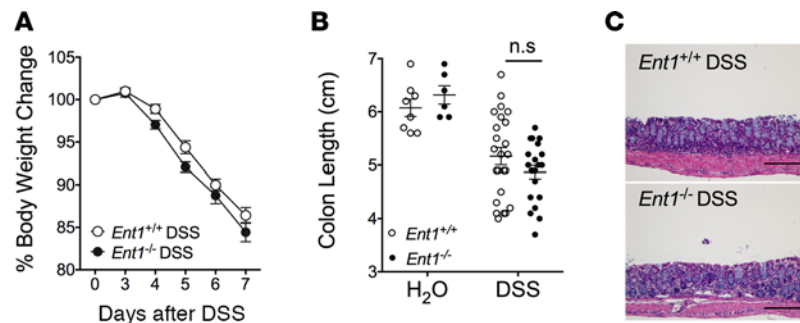 A
% Body Weight Change
105
100
95
90
85
80
Ent1+/+ DSS
Ent1-/- DSS
0 3 4 5 6 7
Days after DSS
B
n.s
Colon Length (cm)
7
6
5
4
3
Ent1+/+
Ent1-/-
H2O DSS
C
Ent1+/+ DSS
Ent1-/- DSS